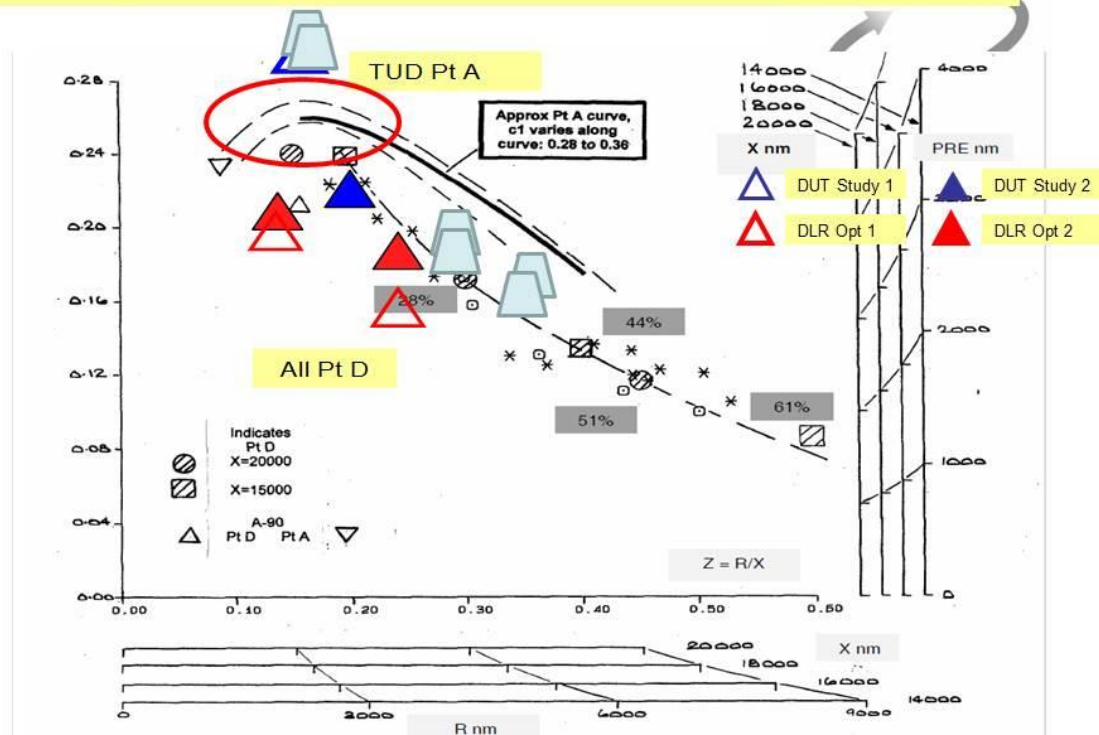 TUD Pt A
Approx Pt A curve,
c1 varies along
curve: 0.28 to 0.36
0.28
0.24
0.20
0.16
0.12
0.08
0.04
0.00
14000
16000
18000
20000
4000
X nm
PRE nm
DUT Study 1
DUT Study 2
DLR Opt 1
DLR Opt 2
2000
1000
0
28%
44%
All Pt D
51%
61%
Indicates
Pt D
X=20000
X=15000
A-90
Pt D Pt A
Z = R/X
0.00 0.10 0.20 0.30 0.40 0.50 0.50
20000
X nm
18000
16000
14000
0
6000
9000
R nm